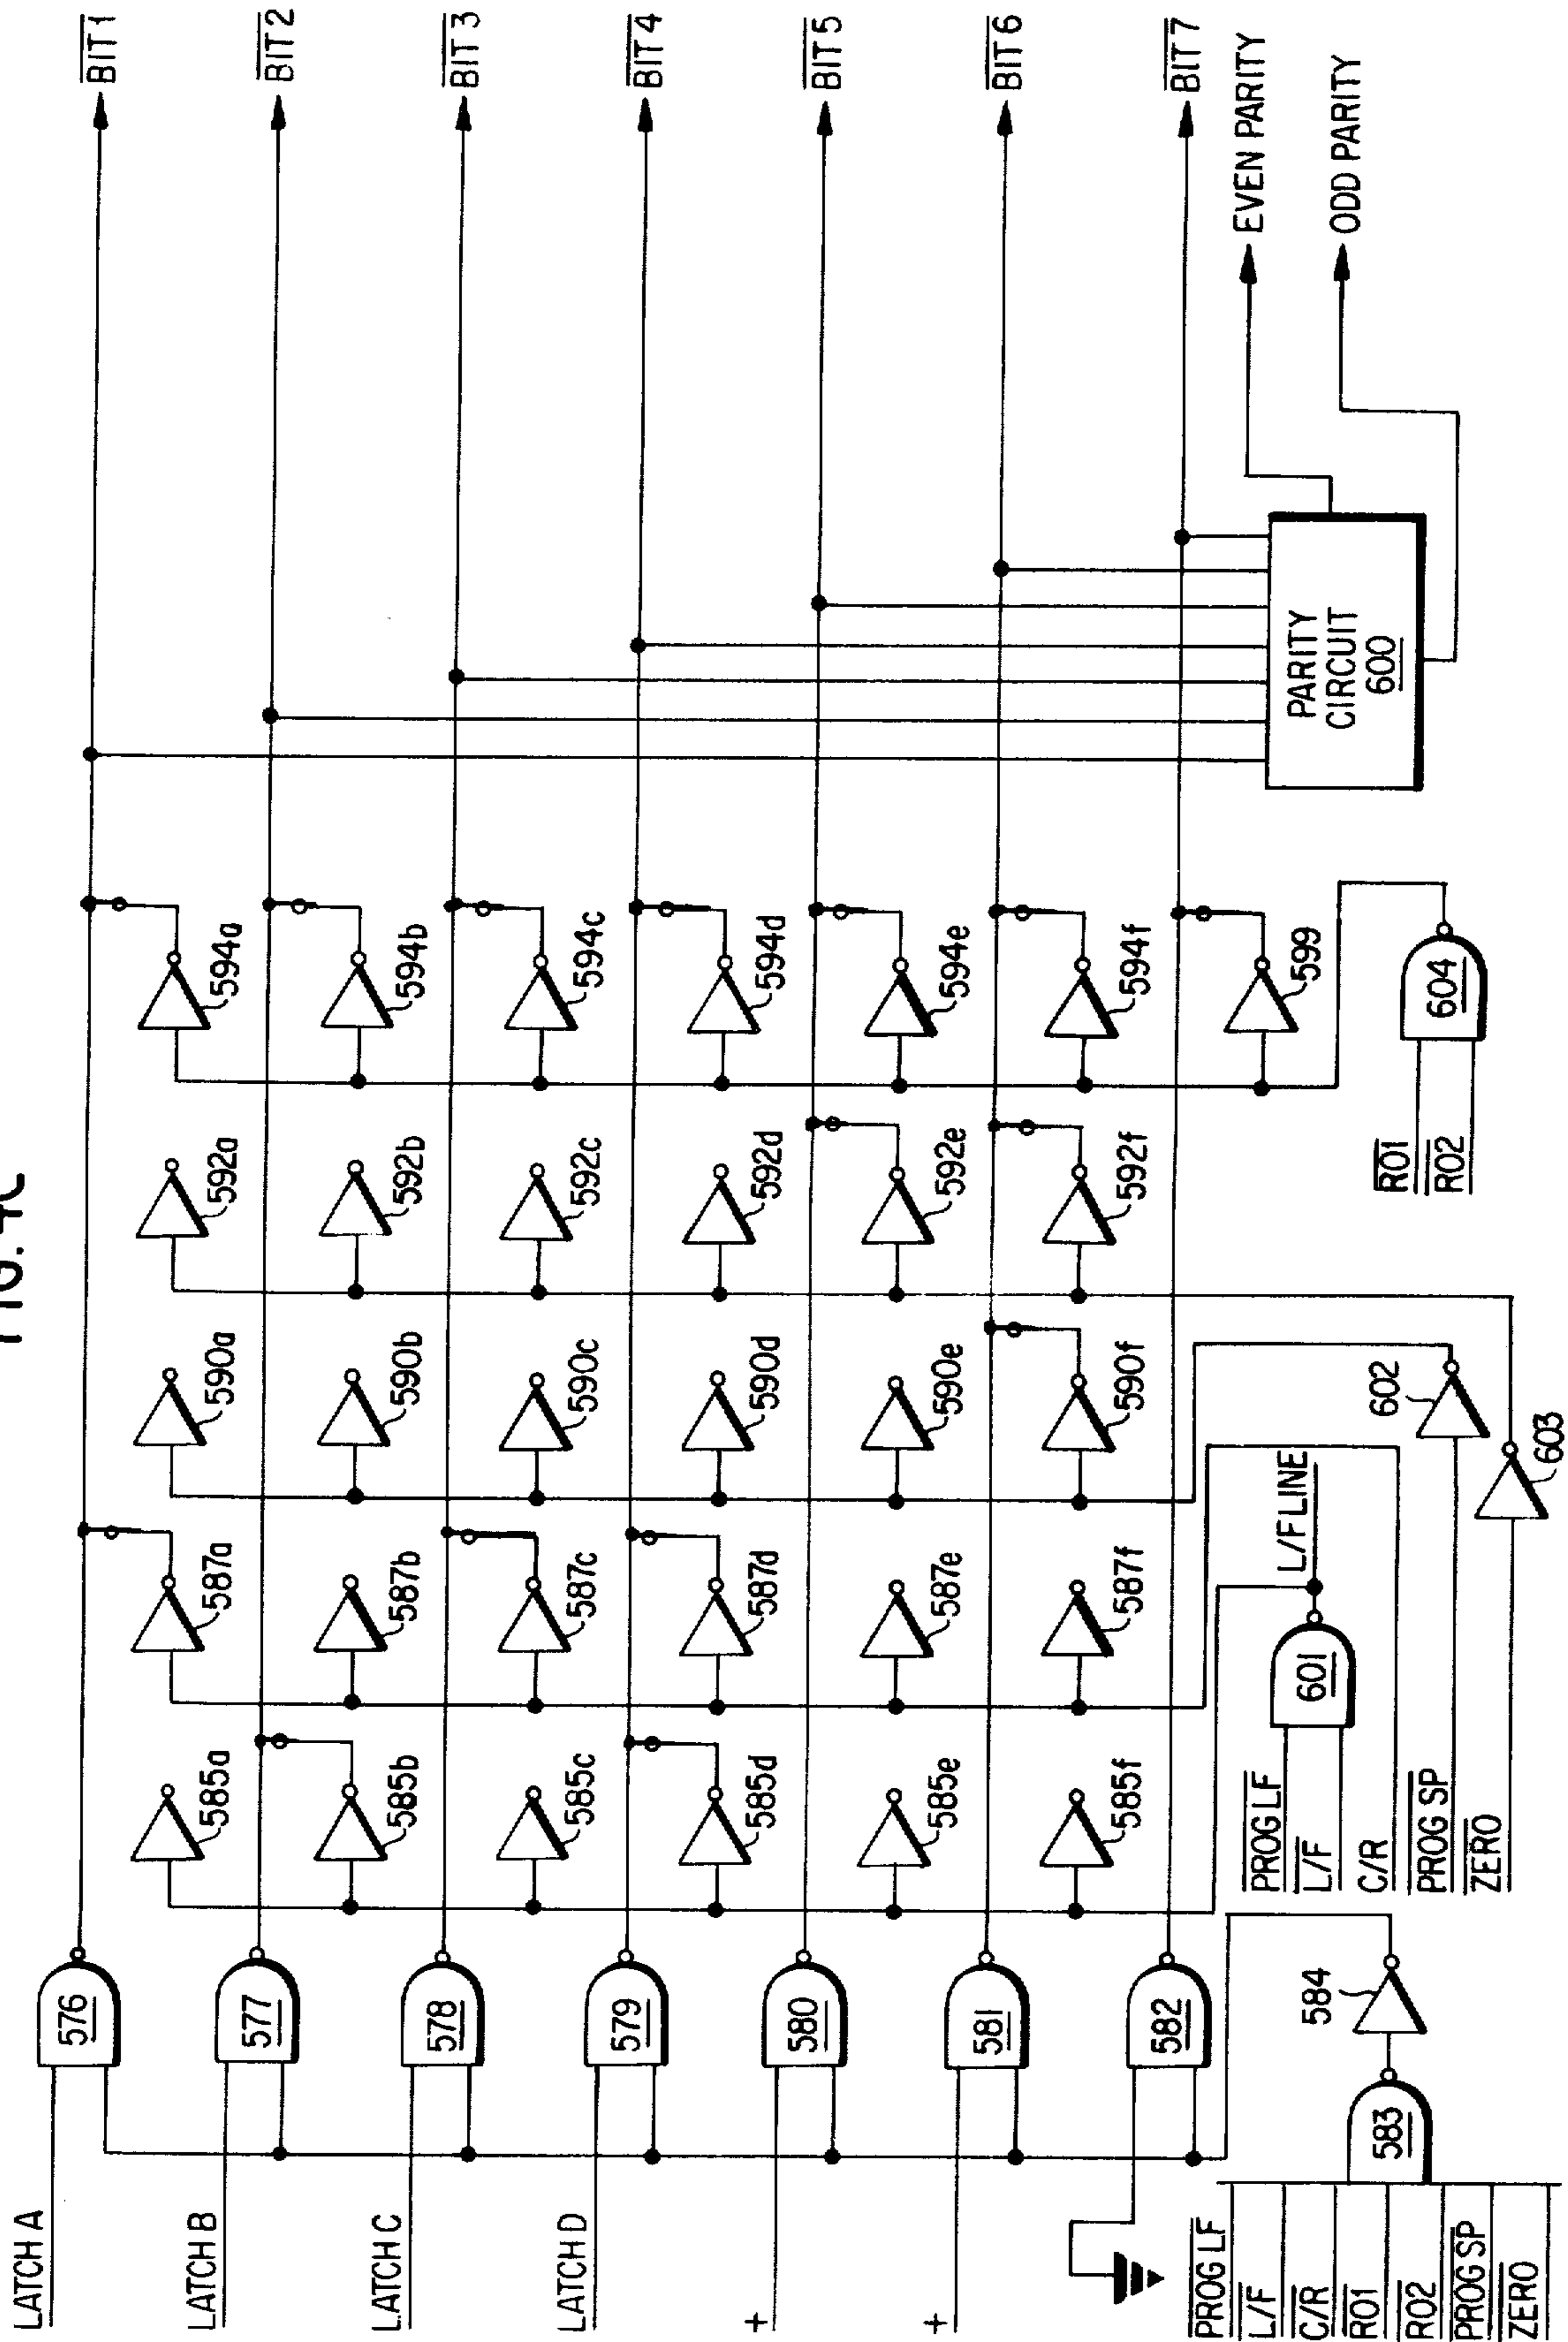 FIG. 4C
BIT 1
BIT 2
BIT 3
BIT 4
BIT 5
BIT 6
BIT 7
EVEN PARITY
ODD PARITY
PARITY
CIRCUIT
600
594a
594b
594c
594d
594e
594f
599
604
RO1
RO2
592a
592b
592c
592d
592e
592f
590a
590b
590c
590d
590e
590f
602
603
587a
587b
587c
587d
587e
587f
L/F LINE
601
585a
585b
585c
585d
585e
585f
PROG LF
L/F
C/R
PROG SP
ZERO
576
577
578
579
580
581
582
584
583
LATCH A
LATCH B
LATCH C
LATCH D
+
+
PROG LF
L/F
C/R
RO1
RO2
PROG SP
ZERO